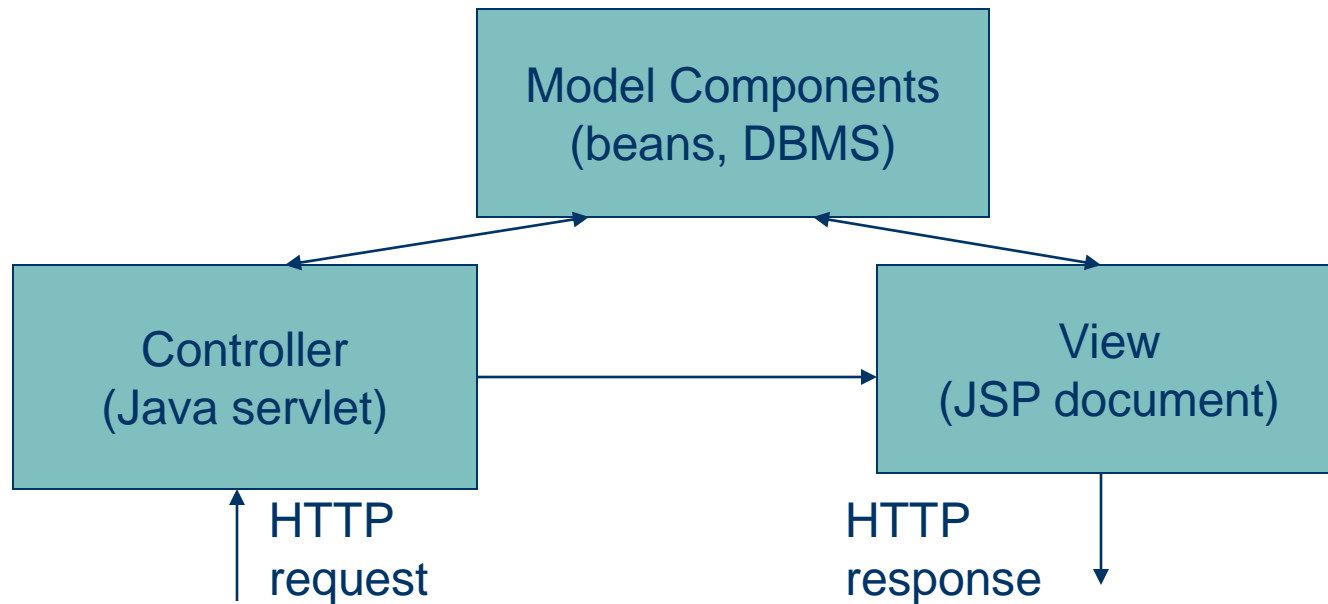 Model Components
(beans, DBMS)
Controller
(Java servlet)
View
(JSP document)
HTTP
request
HTTP
response